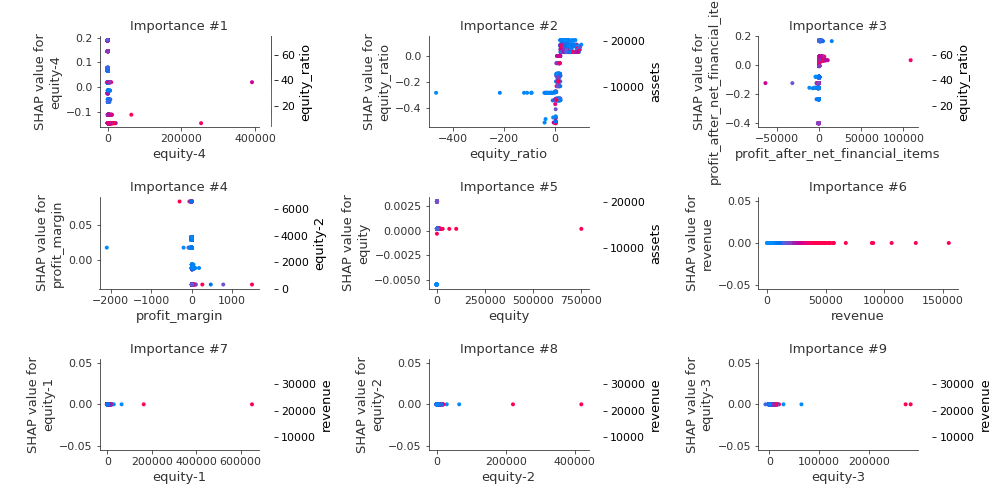 Importance #1
SHAP value for
equity-4
0.2
0.1
0.0
−0.1
0
200000
400000
equity-4
60
40
20
equity_ratio
Importance #2
SHAP value for
equity_ratio
0.0
−0.2
−0.4
−400
−200
0
equity_ratio
20000
10000
assets
Importance #3
SHAP value for
profit_after_net_financial_ite
0.2
0.0
−0.2
−0.4
−50000
0
50000
100000
profit_after_net_financial_items
60
40
20
equity_ratio
Importance #4
SHAP value for
profit_margin
0.05
0.00
−2000
−1000
0
1000
profit_margin
6000
4000
2000
0
equity-2
Importance #5
SHAP value for
equity
0.0025
0.0000
−0.0025
−0.0050
0
250000
500000
750000
equity
20000
10000
assets
Importance #6
SHAP value for
revenue
0.05
0.00
−0.05
0
50000
100000
150000
revenue
Importance #7
SHAP value for
equity-1
0.05
0.00
−0.05
0
200000
400000
600000
equity-1
30000
20000
10000
revenue
Importance #8
SHAP value for
equity-2
0.05
0.00
−0.05
0
200000
400000
equity-2
30000
20000
10000
revenue
Importance #9
SHAP value for
equity-3
0.05
0.00
−0.05
0
100000
200000
equity-3
30000
20000
10000
revenue